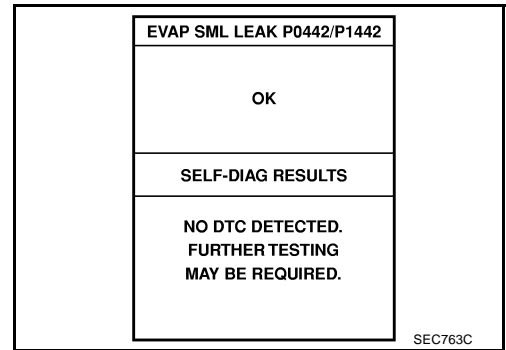 EVAP SML LEAK P0442/P1442
OK
SELF-DIAG RESULTS
NO DTC DETECTED.
FURTHER TESTING
MAY BE REQUIRED.
SEC763C